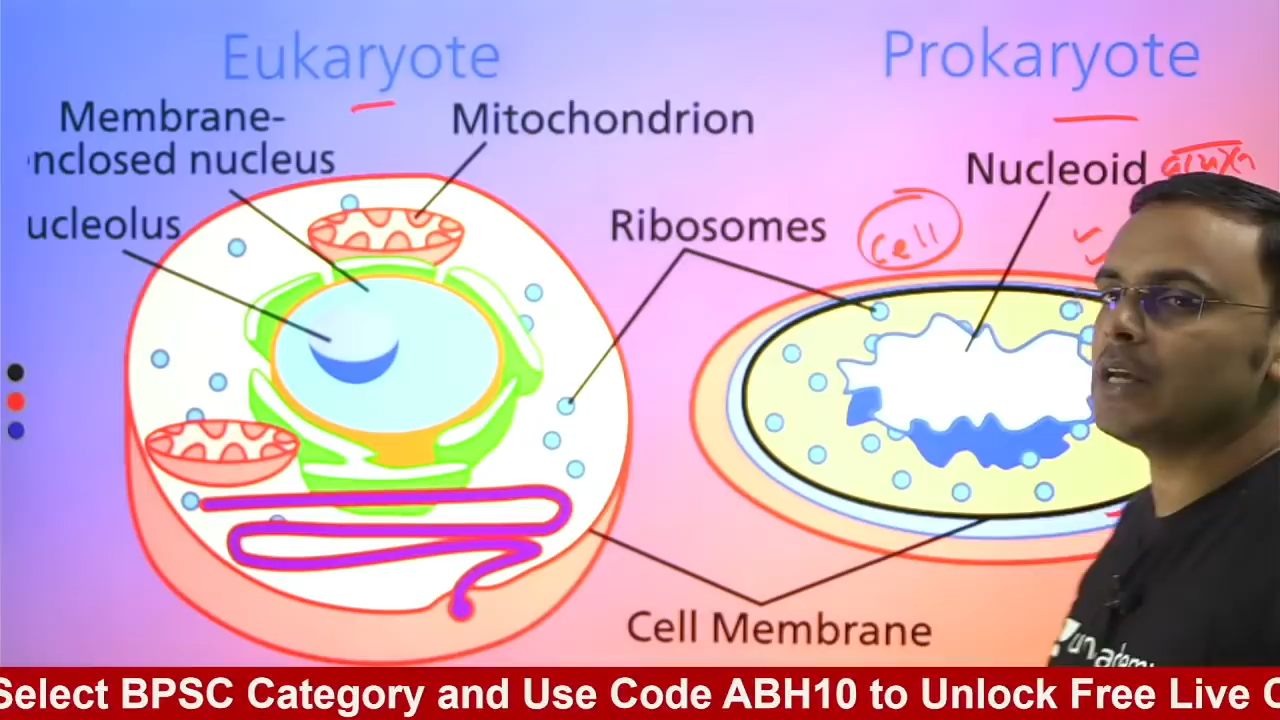 Eukaryote
Prokaryote
Membrane-
nclosed nucleus
Mitochondrion
Nucleoid
ucleolus
Ribosomes
Cell
Cell Membrane
unadem
Select BPSC Category and Use Code ABH10 to Unlock Free Live C